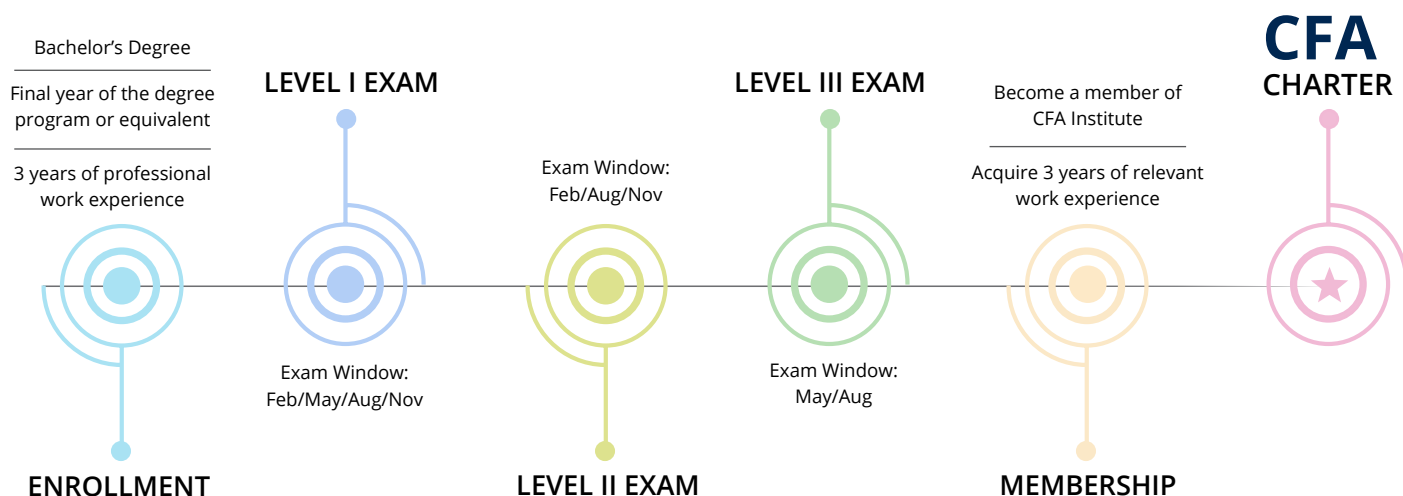 Bachelor’s Degree
Final year of the degree
program or equivalent
3 years of professional
work experience
ENROLLMENT
LEVEL I EXAM
Exam Window:
Feb/May/Aug/Nov
Exam Window:
Feb/Aug/Nov
LEVEL II EXAM
LEVEL III EXAM
Exam Window:
May/Aug
Become a member of
CFA Institute
Acquire 3 years of relevant
work experience
MEMBERSHIP
CFA
CHARTER